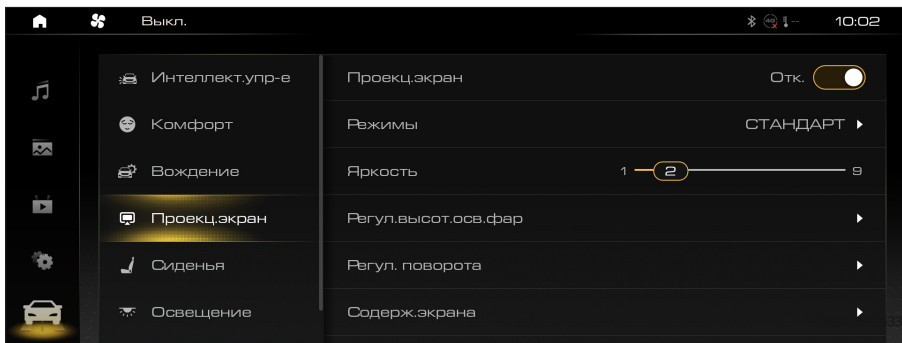 Выкл. 10:02
Интеллект.упр-е
Комфорт
Вождение
Проекц.экран
Сиденья
Освещение
Проекц.экран Отк.
Режимы СТАНДАРТ
Яркость 1 2 9
Регул.высот.осв.фар
Регул. поворота
Содерж.экрана